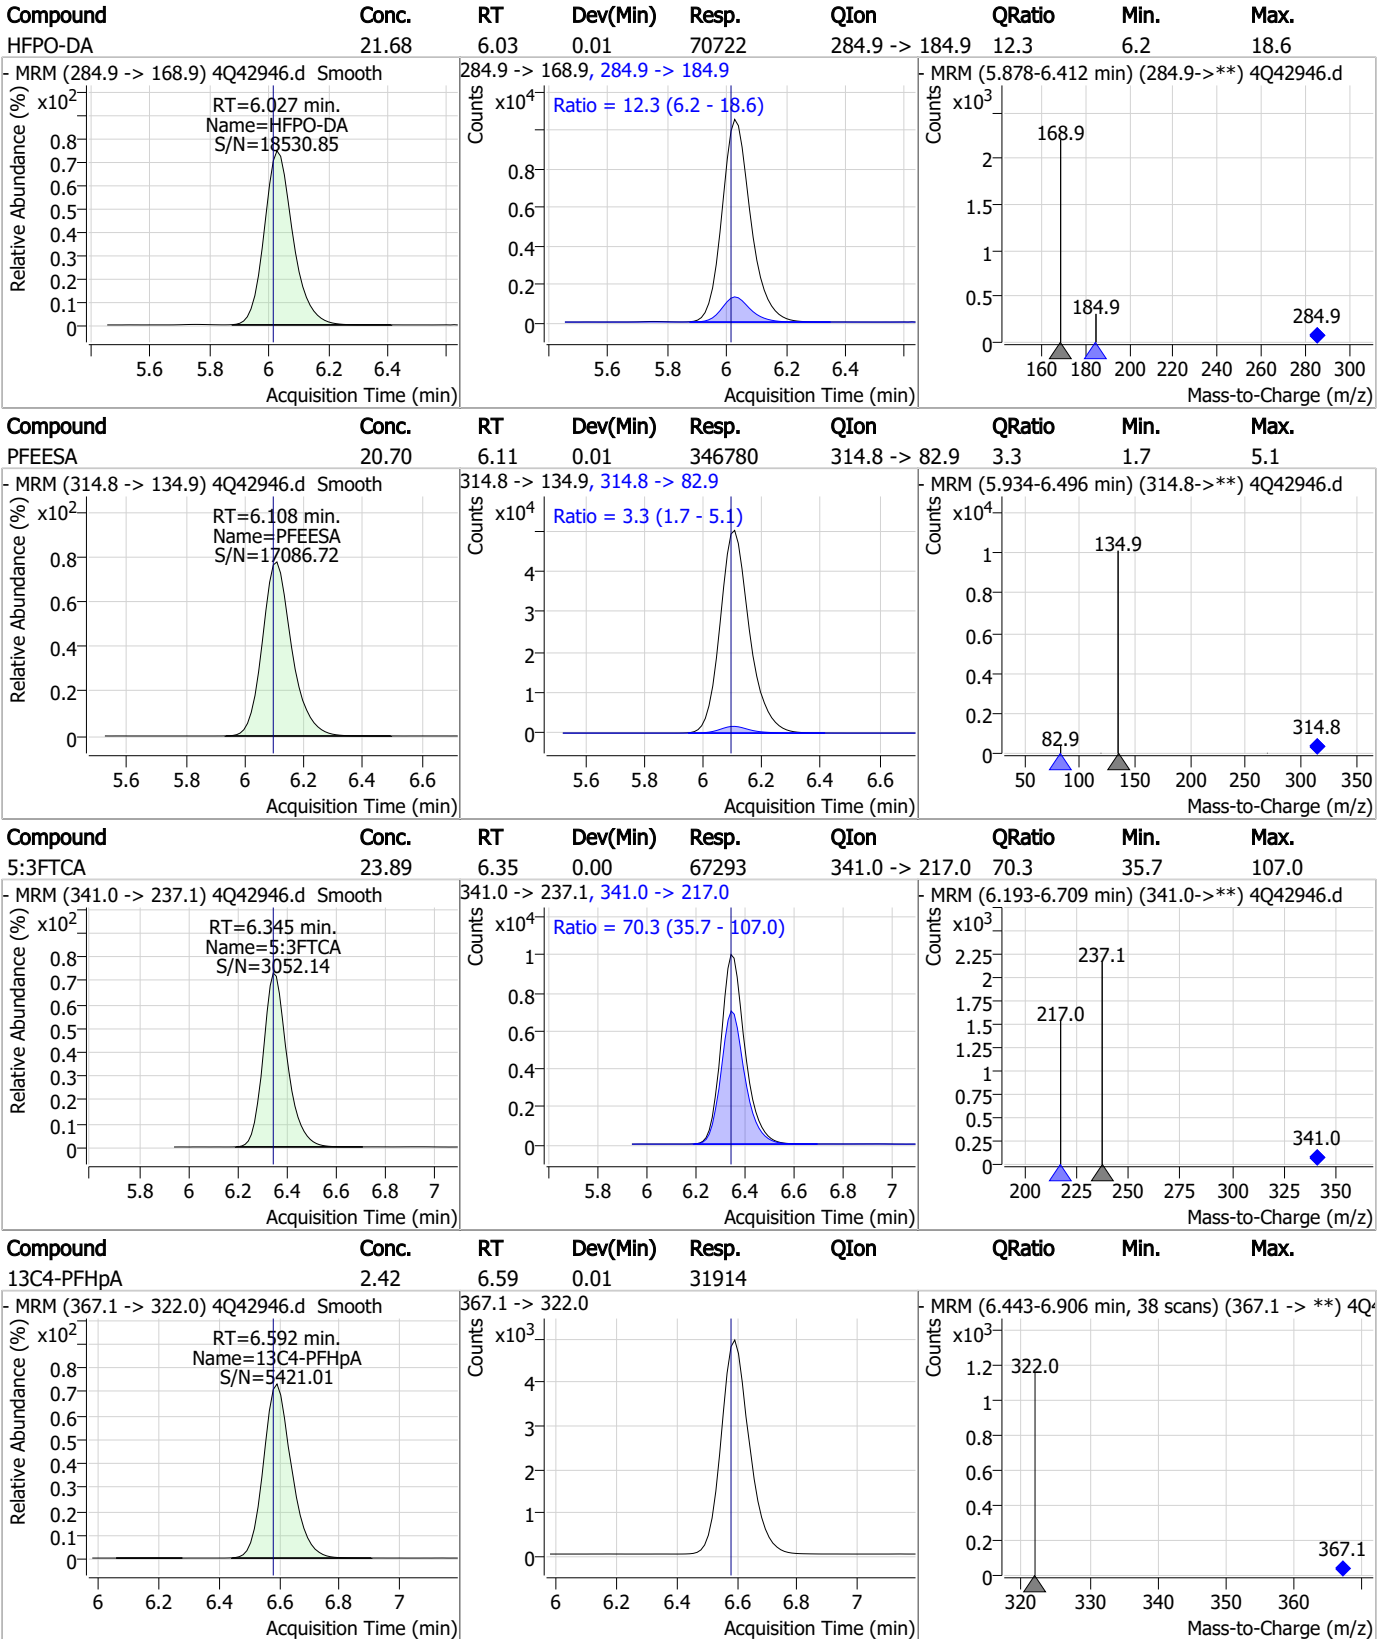 Compound Conc. RT Dev(Min) Resp. QIon QRatio Min. Max.
HFPO-DA 21.68 6.03 0.01 70722 284.9 -> 184.9 12.3 6.2 18.6
- MRM (284.9 -> 168.9) 4Q42946.d Smooth
x10²
RT=6.027 min.
Name=HFPO-DA
S/N=18530.85
Relative Abundance (%)
0.8
0.7
0.6
0.5
0.4
0.3
0.2
0.1
0
5.6 5.8 6 6.2 6.4
Acquisition Time (min)
284.9 -> 168.9, 284.9 -> 184.9
Counts
x10⁴
Ratio = 12.3 (6.2 - 18.6)
0.8
0.6
0.4
0.2
0
5.6 5.8 6 6.2 6.4
Acquisition Time (min)
- MRM (5.878-6.412 min) (284.9->**) 4Q42946.d
Counts
x10³
168.9
2
1.5
1
0.5
0
184.9
284.9
160 180 200 220 240 260 280 300
Mass-to-Charge (m/z)
Compound Conc. RT Dev(Min) Resp. QIon QRatio Min. Max.
PFEESA 20.70 6.11 0.01 346780 314.8 -> 82.9 3.3 1.7 5.1
- MRM (314.8 -> 134.9) 4Q42946.d Smooth
x10²
RT=6.108 min.
Name=PFEESA
S/N=17086.72
Relative Abundance (%)
0.8
0.6
0.4
0.2
0
5.6 5.8 6 6.2 6.4 6.6
Acquisition Time (min)
314.8 -> 134.9, 314.8 -> 82.9
Counts
x10⁴
Ratio = 3.3 (1.7 - 5.1)
4
3
2
1
0
5.6 5.8 6 6.2 6.4 6.6
Acquisition Time (min)
- MRM (5.934-6.496 min) (314.8->**) 4Q42946.d
Counts
x10⁴
134.9
1
0.8
0.6
0.4
0.2
0
82.9
314.8
50 100 150 200 250 300 350
Mass-to-Charge (m/z)
Compound Conc. RT Dev(Min) Resp. QIon QRatio Min. Max.
5:3FTCA 23.89 6.35 0.00 67293 341.0 -> 217.0 70.3 35.7 107.0
- MRM (341.0 -> 237.1) 4Q42946.d Smooth
x10²
RT=6.345 min.
Name=5:3FTCA
S/N=3052.14
Relative Abundance (%)
0.8
0.7
0.6
0.5
0.4
0.3
0.2
0.1
0
5.8 6 6.2 6.4 6.6 6.8 7
Acquisition Time (min)
341.0 -> 237.1, 341.0 -> 217.0
Counts
x10⁴
Ratio = 70.3 (35.7 - 107.0)
1
0.8
0.6
0.4
0.2
0
5.8 6 6.2 6.4 6.6 6.8 7
Acquisition Time (min)
- MRM (6.193-6.709 min) (341.0->**) 4Q42946.d
Counts
x10³
2.25
237.1
2
1.75
217.0
1.5
1.25
1
0.75
0.5
0.25
0
341.0
200 225 250 275 300 325 350
Mass-to-Charge (m/z)
Compound Conc. RT Dev(Min) Resp. QIon QRatio Min. Max.
13C4-PFHpA 2.42 6.59 0.01 31914
- MRM (367.1 -> 322.0) 4Q42946.d Smooth
x10²
RT=6.592 min.
Name=13C4-PFHpA
S/N=5421.01
Relative Abundance (%)
0.8
0.7
0.6
0.5
0.4
0.3
0.2
0.1
0
6 6.2 6.4 6.6 6.8 7
Acquisition Time (min)
367.1 -> 322.0
Counts
x10³
4
3
2
1
0
6 6.2 6.4 6.6 6.8 7
Acquisition Time (min)
- MRM (6.443-6.906 min, 38 scans) (367.1 -> **) 4Q4
Counts
x10³
1.2
322.0
1
0.8
0.6
0.4
0.2
0
367.1
320 330 340 350 360
Mass-to-Charge (m/z)